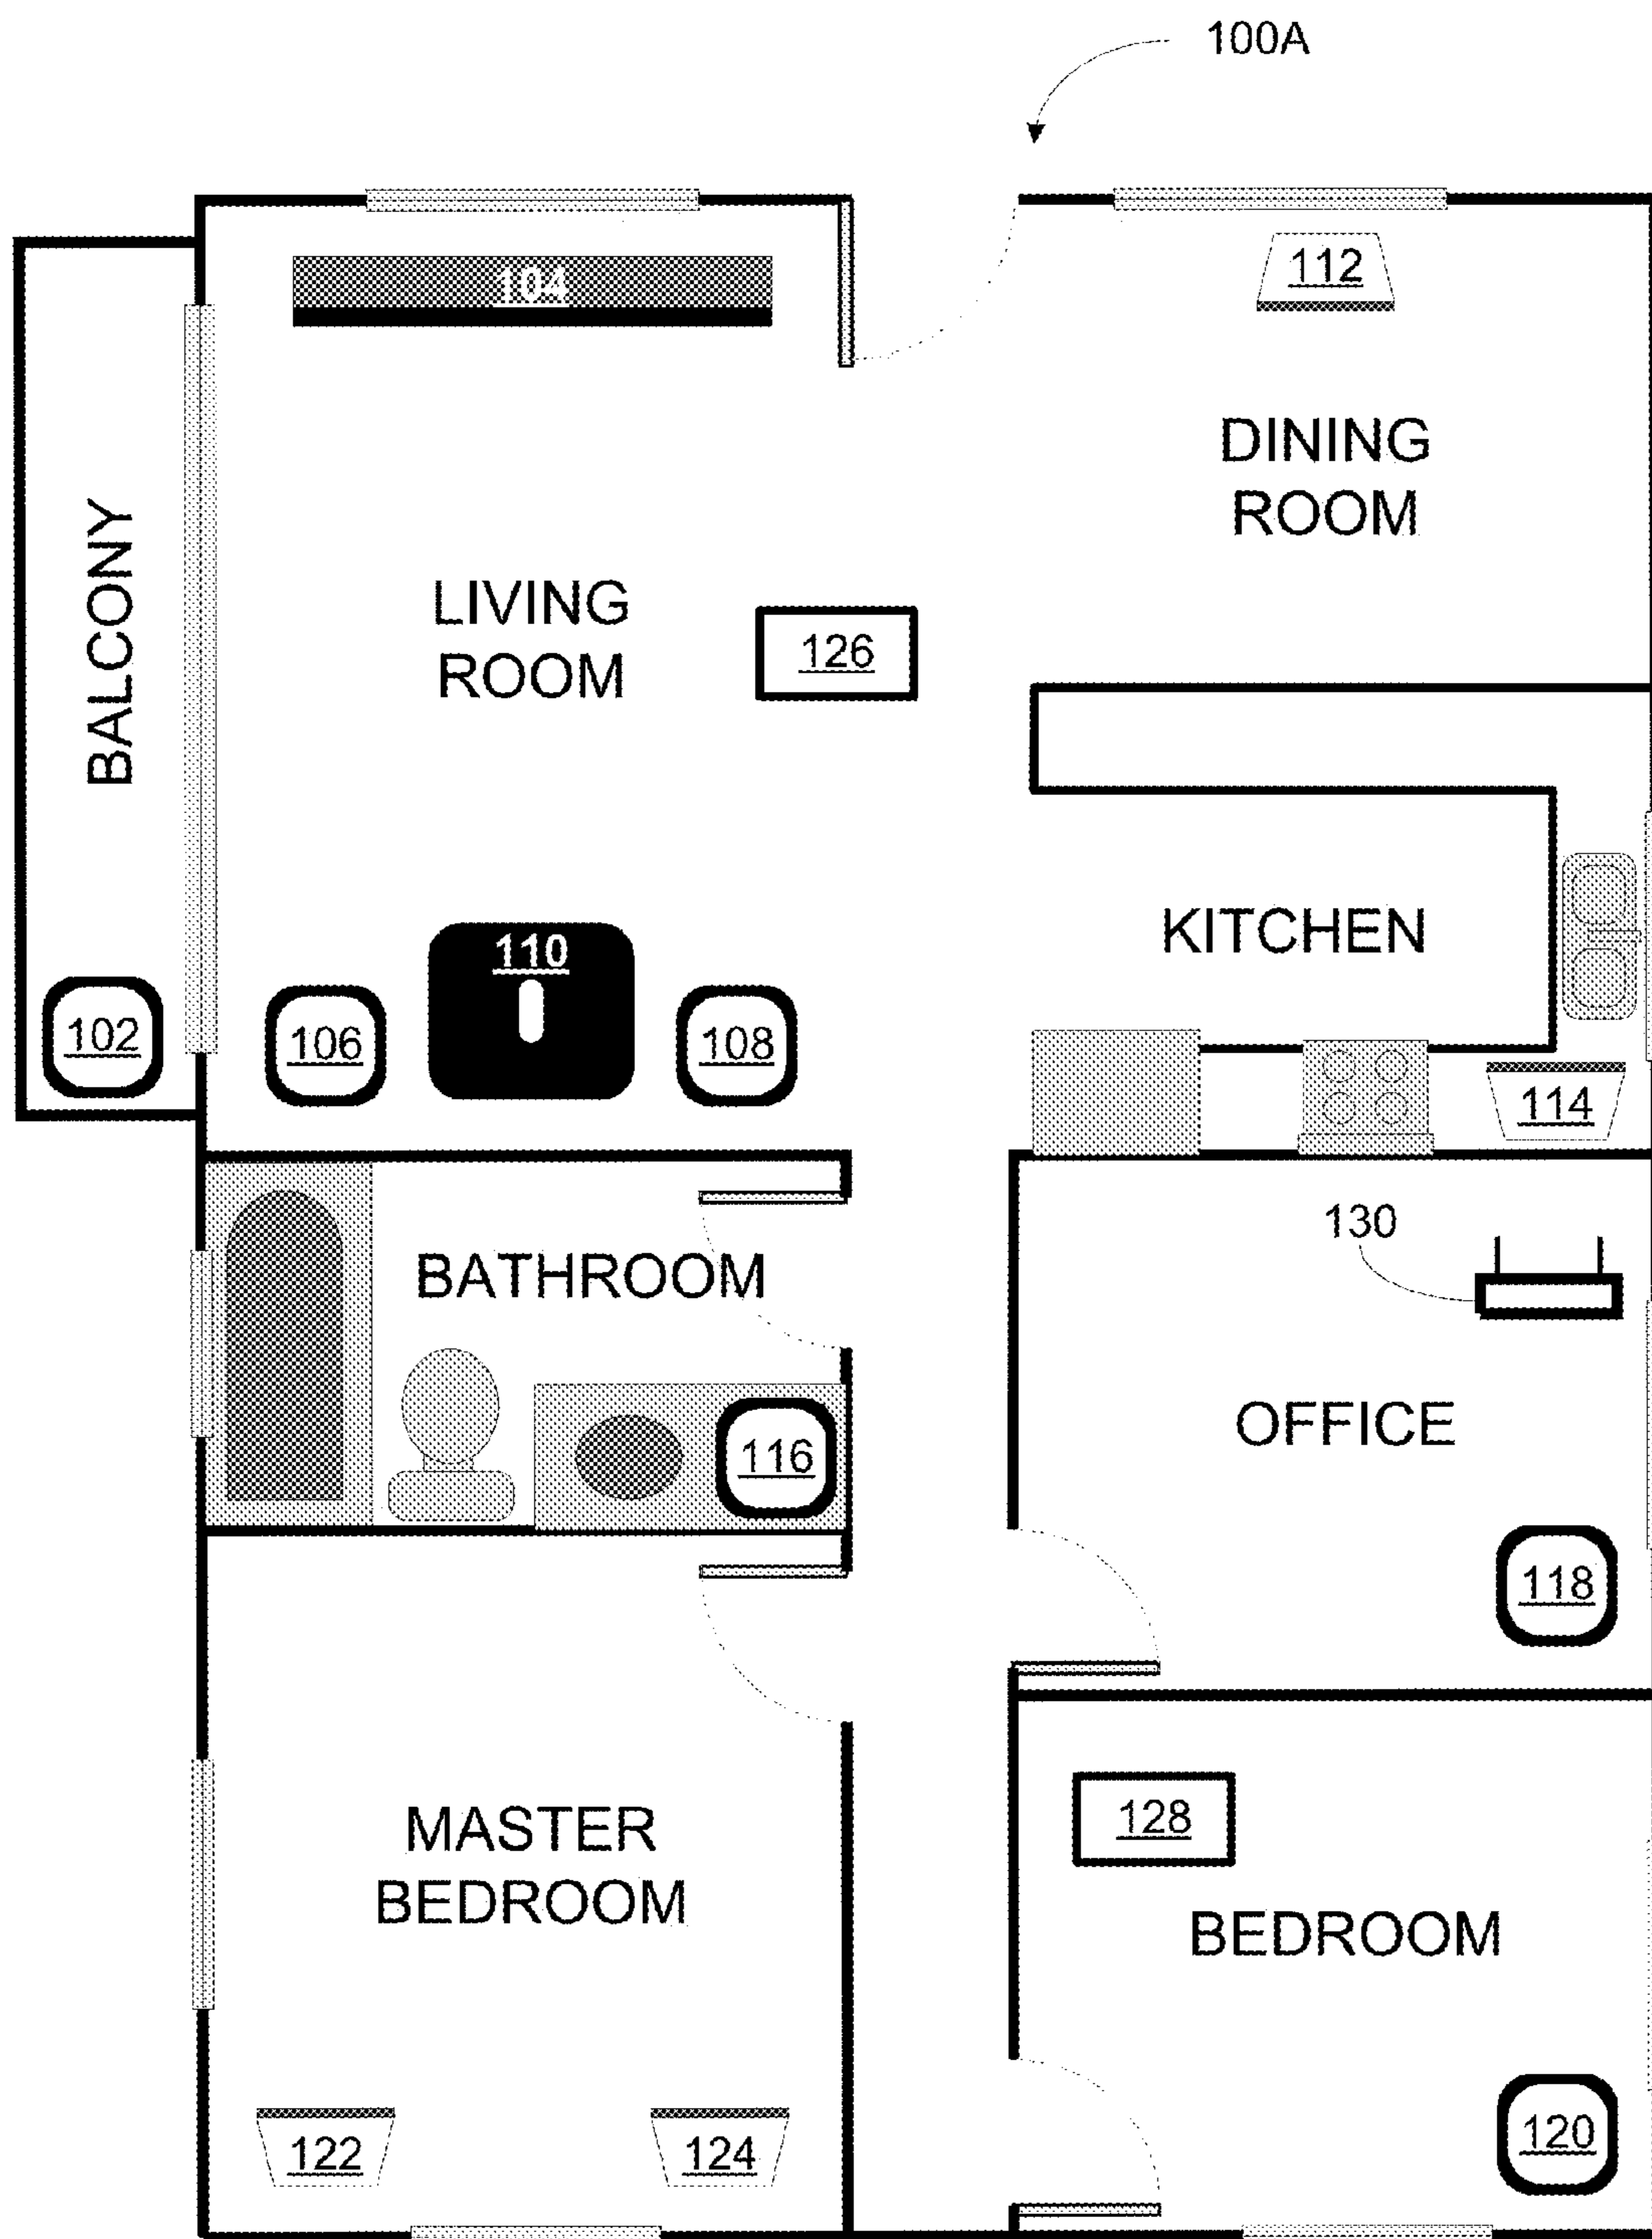 100A
104
112
DINING
ROOM
BALCONY
LIVING
ROOM
126
KITCHEN
110
102
106
108
114
130
BATHROOM
OFFICE
116
118
MASTER
BEDROOM
128
BEDROOM
122
124
120